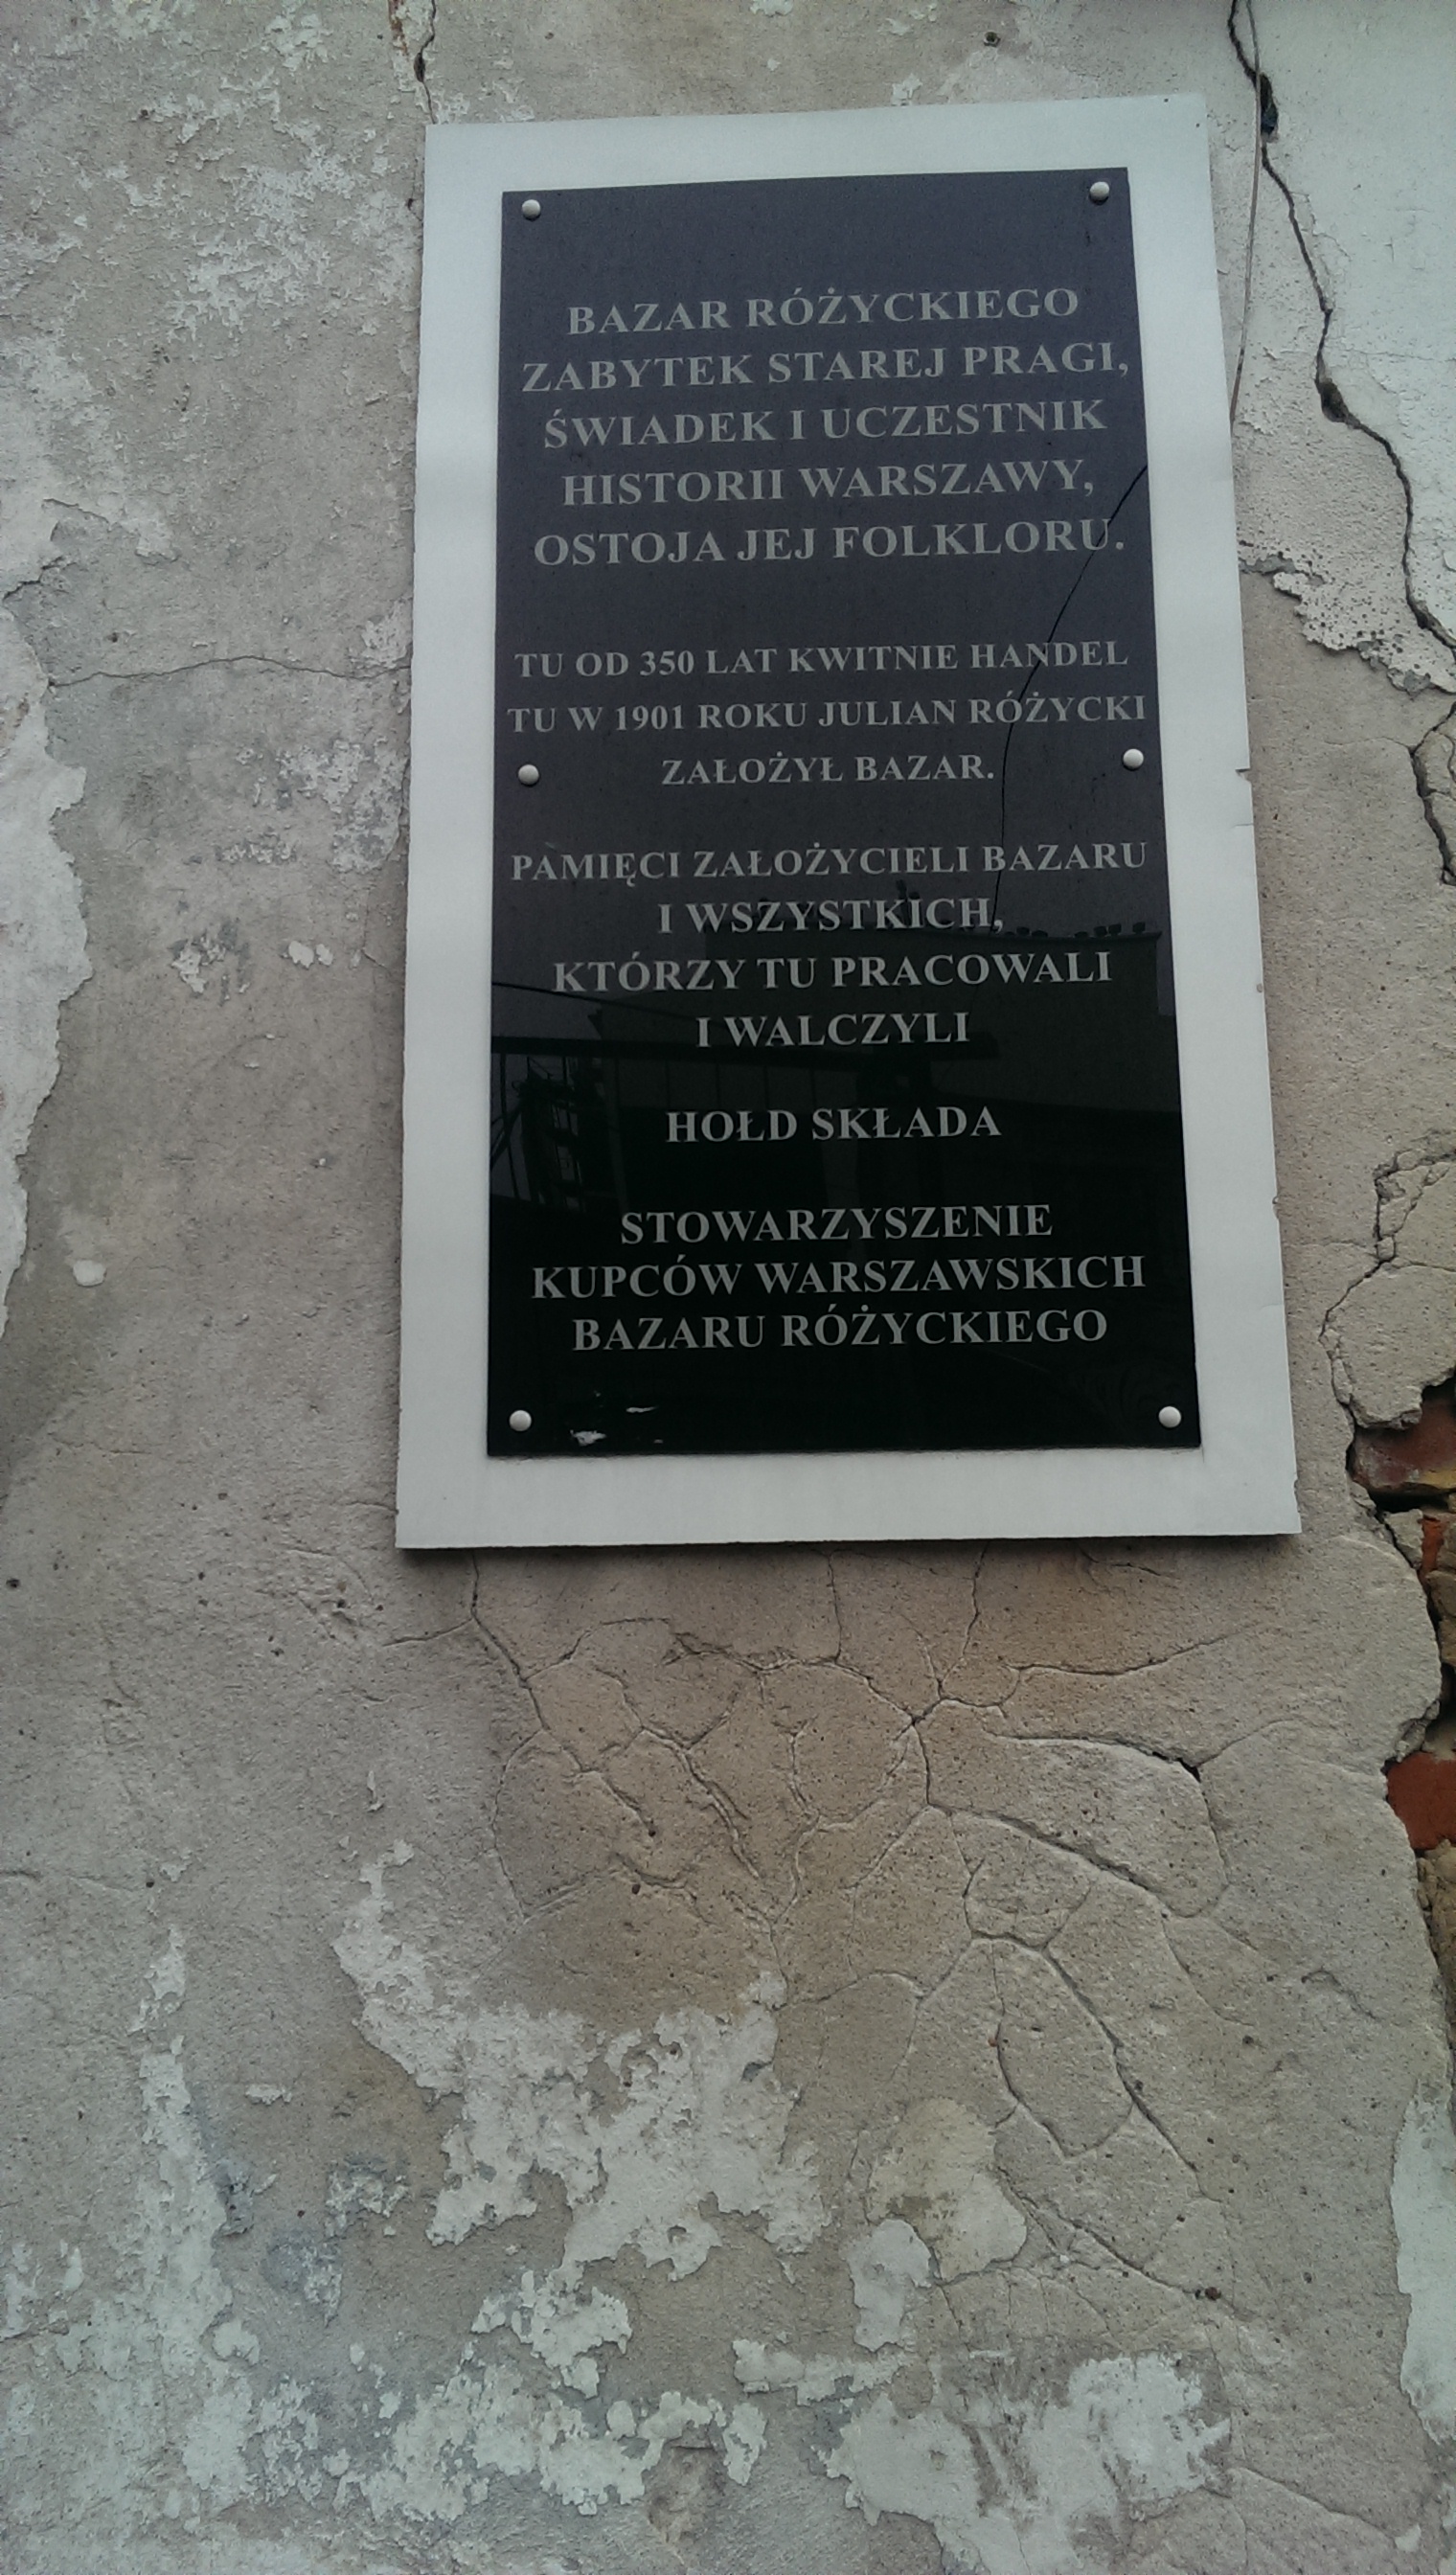 BAZAR RÓŻYCKIEGO
ZABYTEK STAREJ PRAGI,
ŚWIADEK I UCZESTNIK
HISTORII WARSZAWY,
OSTOJA JEJ FOLKLORU.
TU OD 350 LAT KWITNIE HANDEL
TU W 1901 ROKU JULIAN RÓŻYCKI
ZAŁOŻYŁ BAZAR.
PAMIĘCI ZAŁOŻYCIELI BAZARU
I WSZYSTKICH,
KTÓRZY TU PRACOWALI
I WALCZYLI
HOŁD SKŁADA
STOWARZYSZENIE
KUPCÓW WARSZAWSKICH
BAZARU RÓŻYCKIEGO